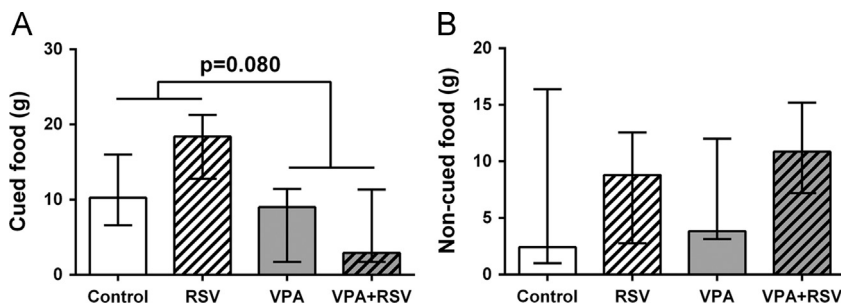 A
B
Cued food (g)
30
20
10
0
p=0.080
Control RSV VPA VPA+RSV
Non-cued food (g)
20
15
10
5
0
Control RSV VPA VPA+RSV